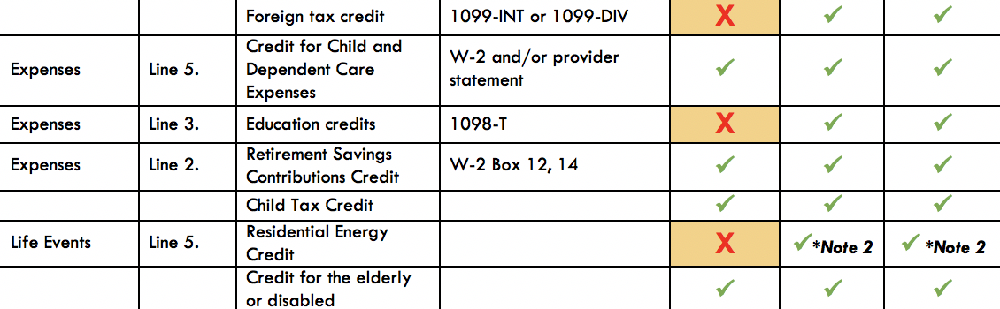 Foreign tax credit 1099-INT or 1099-DIV X ✓ ✓
Credit for Child and
Expenses Line 5. Dependent Care W-2 and/or provider ✓ ✓ ✓
Expenses statement
Expenses Line 3. Education credits 1098-T X ✓ ✓
Expenses Line 2. Retirement Savings W-2 Box 12, 14 ✓ ✓ ✓
Contributions Credit
Child Tax Credit ✓ ✓ ✓
Life Events Line 5. Residential Energy X ✓*Note 2 ✓ *Note 2
Credit
Credit for the elderly ✓ ✓ ✓
or disabled